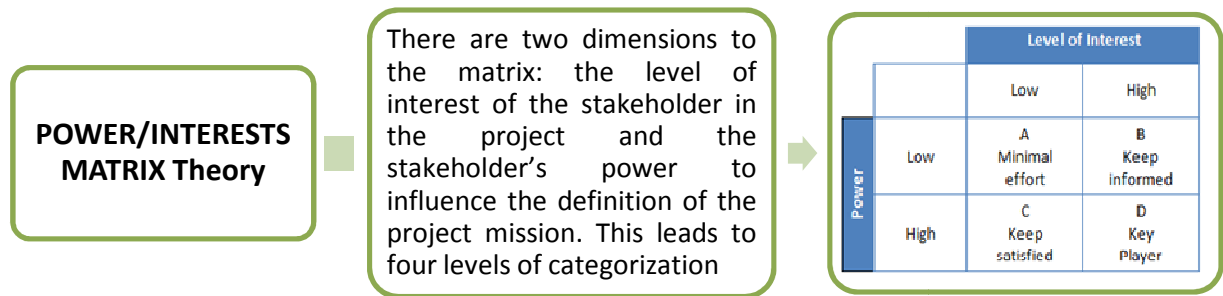 POWER/INTERESTS
MATRIX Theory
There are two dimensions to
the matrix: the level of
interest of the stakeholder in
the project and the
stakeholder's power to
influence the definition of the
project mission. This leads to
four levels of categorization
Level of Interest
Low High
Power
Low
A
Minimal
effort
B
Keep
informed
High
C
Keep
satisfied
D
Key
Player